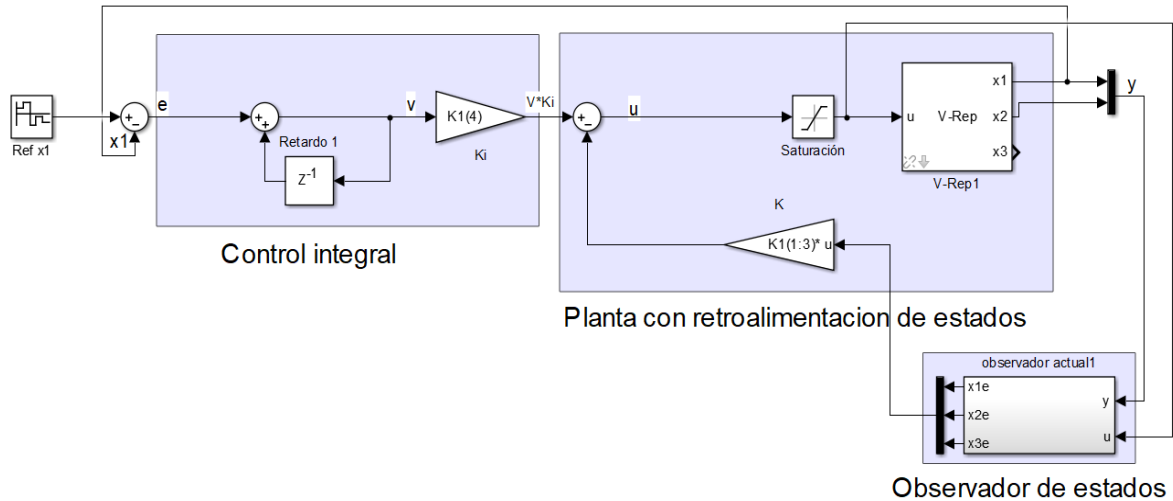 Ref x1
x1
e
+
-
+
+
Retardo 1
Z-1
v
K1(4)
Ki
V*Ki
Control integral
+
-
u
Saturación
u
V-Rep
x1
x2
x3
V-Rep1
y
K
K1(1:3)* u
Planta con retroalimentacion de estados
observador actual1
x1e
x2e
x3e
y
u
Observador de estados